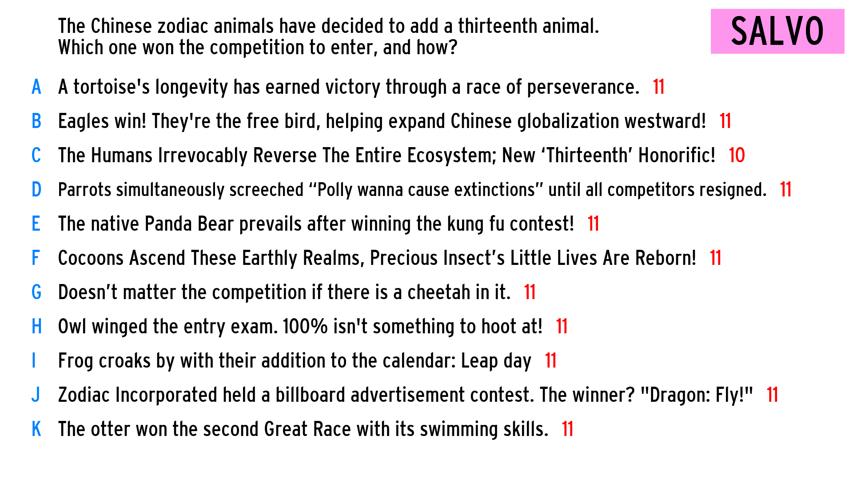 The Chinese zodiac animals have decided to add a thirteenth animal.
Which one won the competition to enter, and how?
SALVO
A A tortoise's longevity has earned victory through a race of perseverance. 11
B Eagles win! They're the free bird, helping expand Chinese globalization westward! 11
C The Humans Irrevocably Reverse The Entire Ecosystem; New ‘Thirteenth’ Honorific! 10
D Parrots simultaneously screeched “Polly wanna cause extinctions” until all competitors resigned. 11
E The native Panda Bear prevails after winning the kung fu contest! 11
F Cocoons Ascend These Earthly Realms, Precious Insect’s Little Lives Are Reborn! 11
G Doesn’t matter the competition if there is a cheetah in it. 11
H Owl winged the entry exam. 100% isn't something to hoot at! 11
I Frog croaks by with their addition to the calendar: Leap day 11
J Zodiac Incorporated held a billboard advertisement contest. The winner? "Dragon: Fly!" 11
K The otter won the second Great Race with its swimming skills. 11